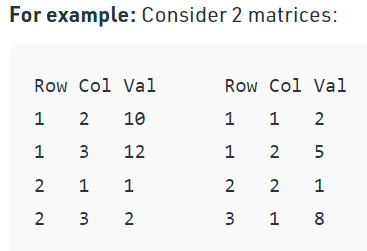 For example: Consider 2 matrices:
Row Col Val Row Col Val
1 2 10 1 1 2
1 3 12 1 2 5
2 1 1 2 2 1
2 3 2 3 1 8